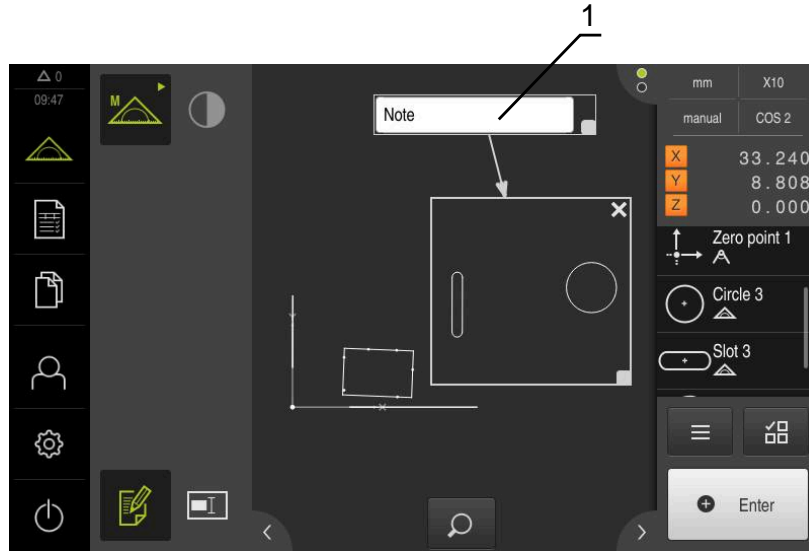 1
0
09:47
M
Note
mm X10
manual COS 2
X 33.240
Y 8.808
Z 0.000
Zero point 1
Circle 3
Slot 3
Enter